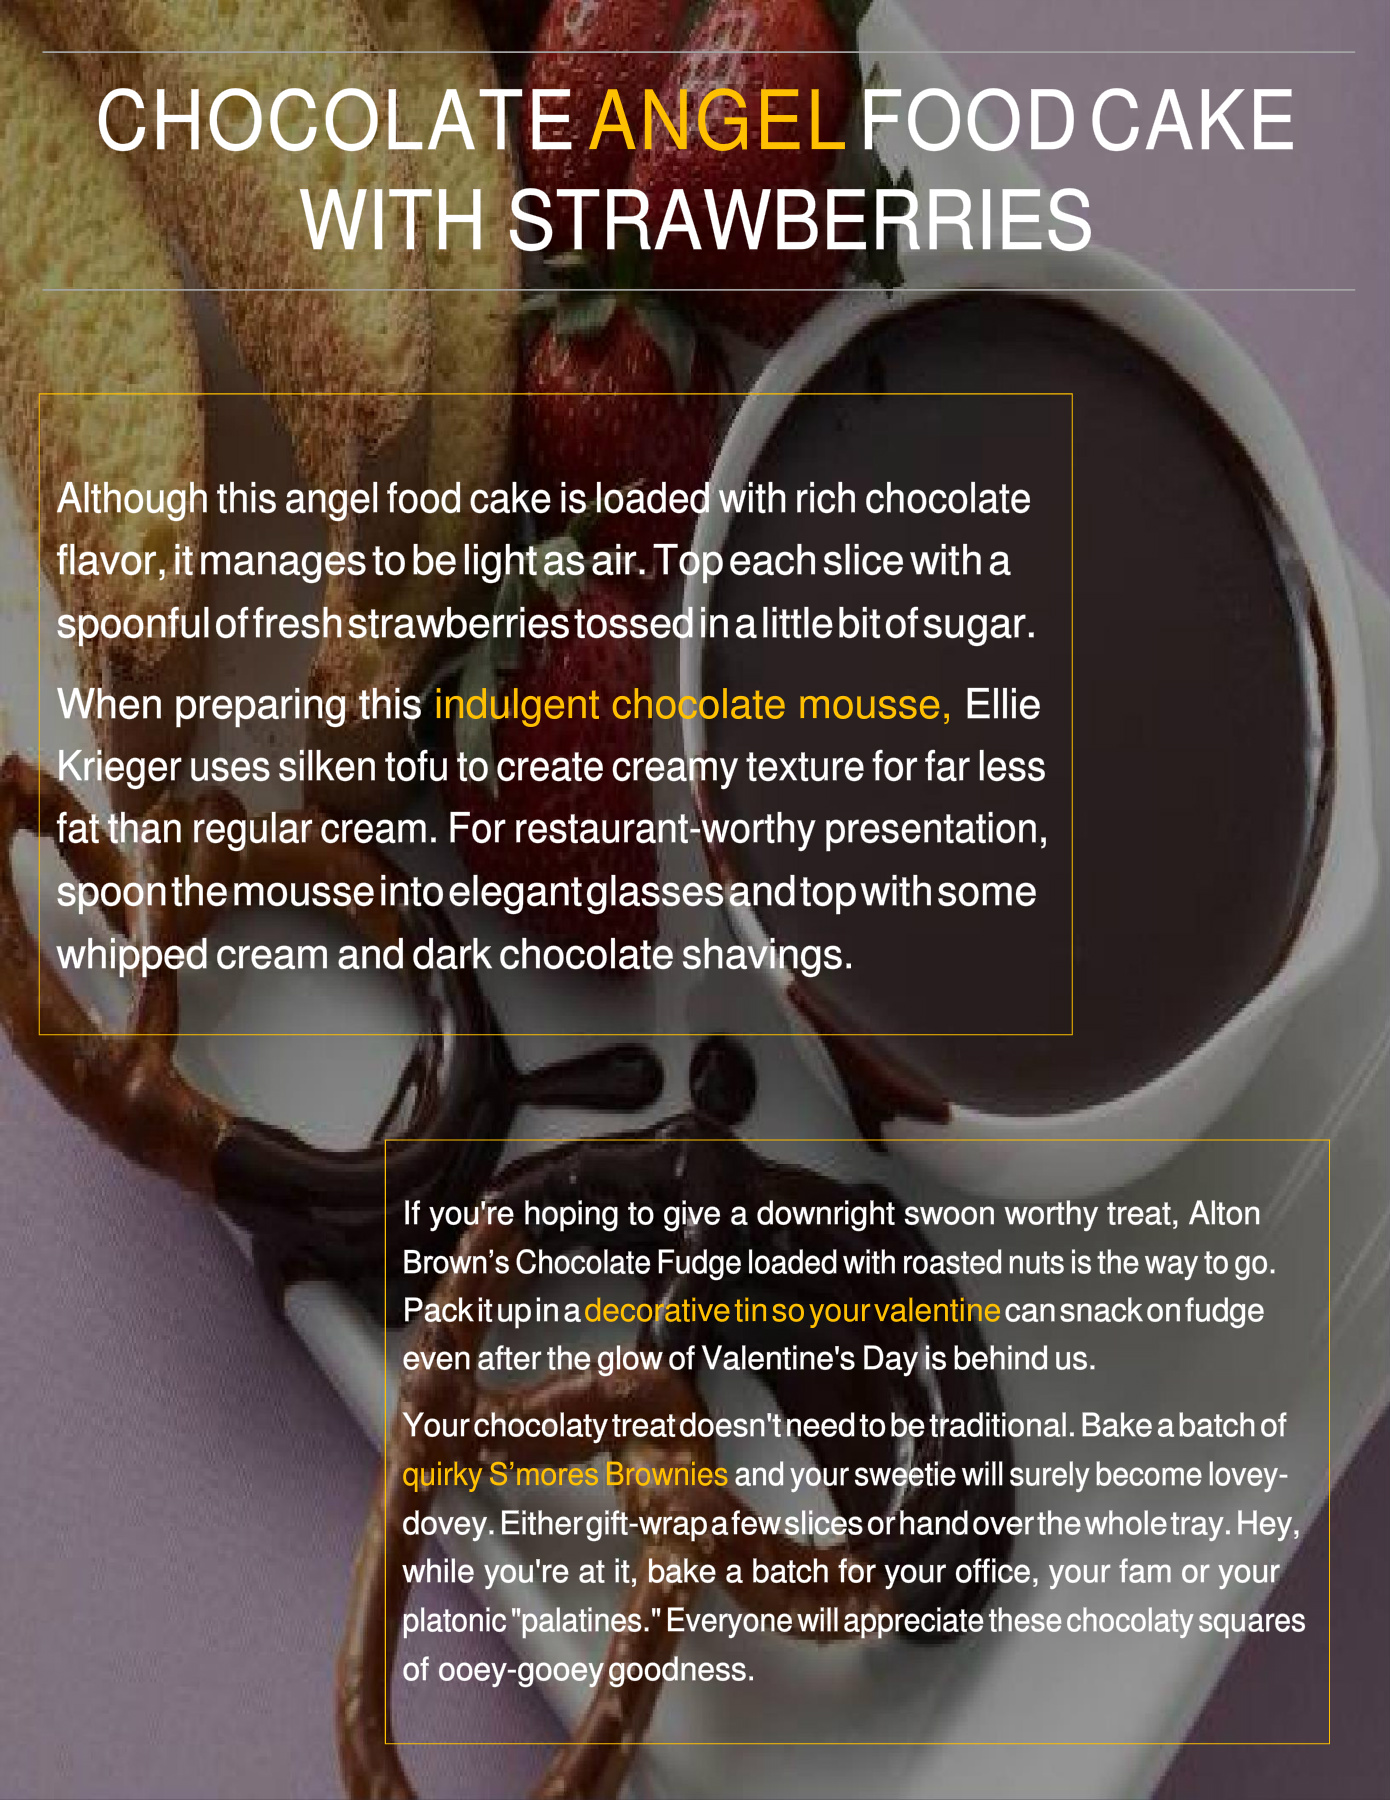 CHOCOLATE ANGEL FOOD CAKE
WITH STRAWBERRIES
Although this angel food cake is loaded with rich chocolate
flavor, it manages to be light as air. Top each slice with a
spoonful of fresh strawberries tossed in a little bit of sugar.
When preparing this indulgent chocolate mousse, Ellie
Krieger uses silken tofu to create creamy texture for far less
fat than regular cream. For restaurant-worthy presentation,
spoon the mousse into elegant glasses and top with some
whipped cream and dark chocolate shavings.
If you're hoping to give a downright swoon worthy treat, Alton
Brown’s Chocolate Fudge loaded with roasted nuts is the way to go.
Pack it up in a decorative tin so your valentine can snack on fudge
even after the glow of Valentine's Day is behind us.
Your chocolaty treat doesn't need to be traditional. Bake a batch of
quirky S’mores Brownies and your sweetie will surely become lovey-
dovey. Either gift-wrap a few slices or hand over the whole tray. Hey,
while you're at it, bake a batch for your office, your fam or your
platonic "palatines." Everyone will appreciate these chocolaty squares
of ooey-gooey goodness.